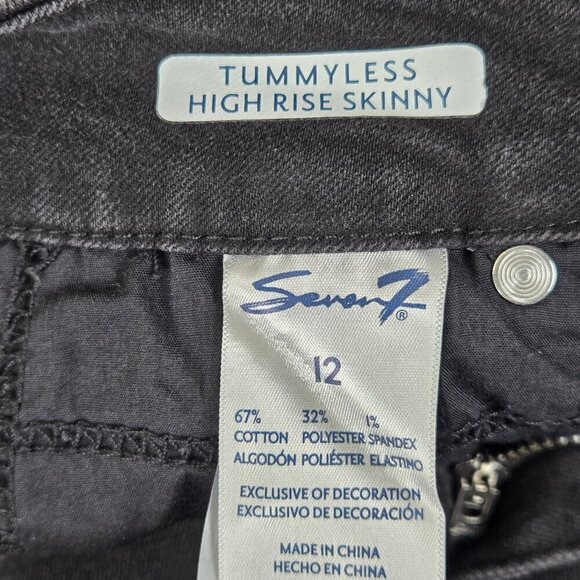 TUMMYLESS
HIGH RISE SKINNY
Seven7®
12
67% 32% 1%
COTTON POLYESTER SPANDEX
ALGODÓN POLIÉSTER ELASTINO
EXCLUSIVE OF DECORATION
EXCLUSIVO DE DECORACIÓN
MADE IN CHINA
HECHO EN CHINA